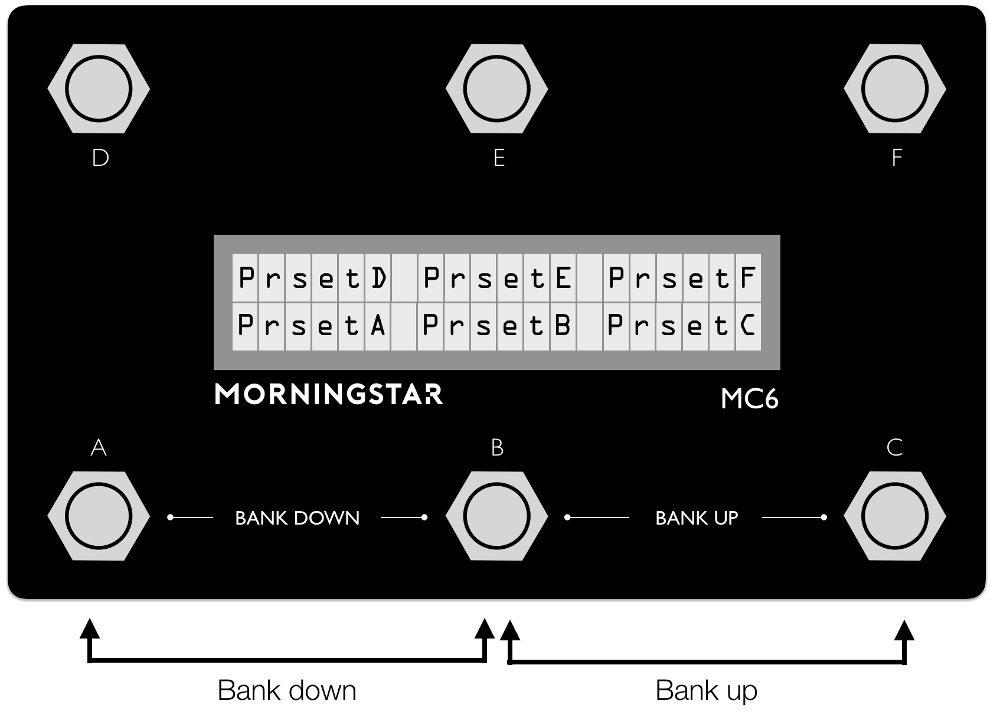 D E F
PrsetD PrsetE PrsetF
PrsetA PrsetB PrsetC
MORNINGSTAR MC6
A B C
BANK DOWN BANK UP
Bank down Bank up